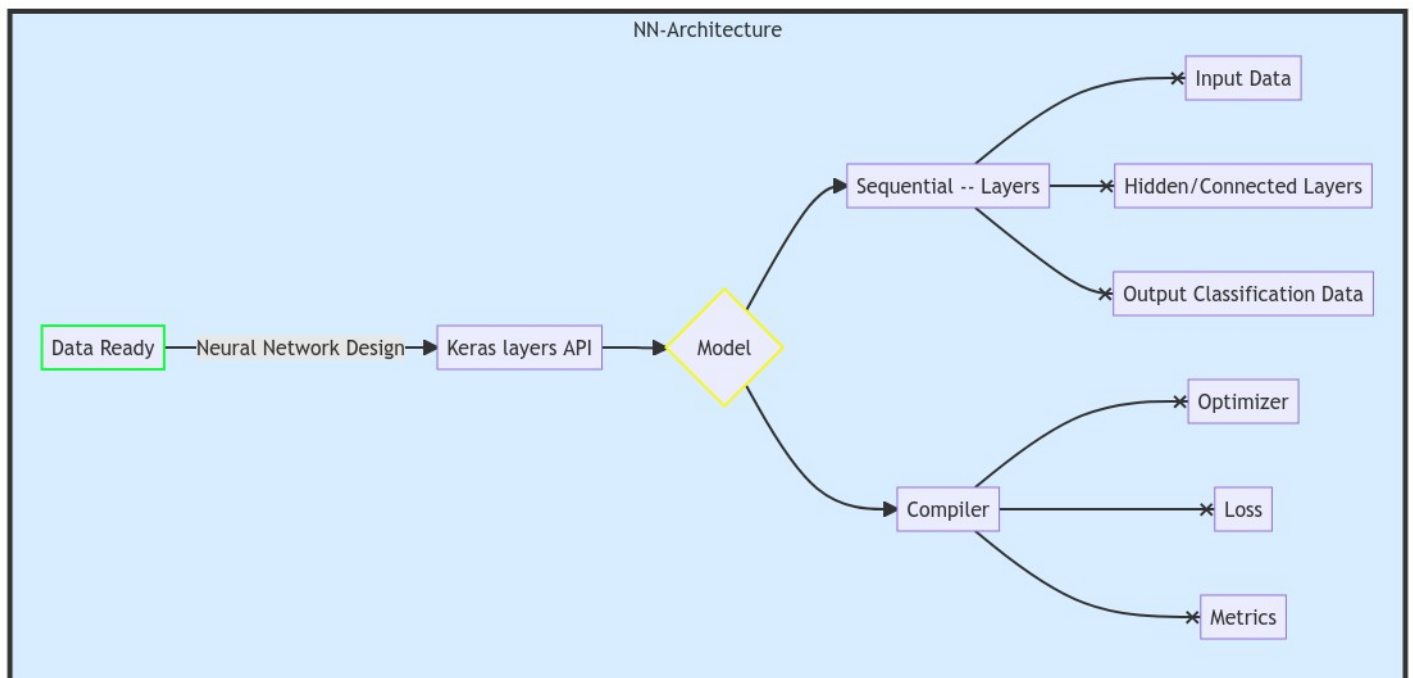 NN-Architecture
Data Ready
Neural Network Design
Keras layers API
Model
Sequential -- Layers
Input Data
Hidden/Connected Layers
Output Classification Data
Compiler
Optimizer
Loss
Metrics